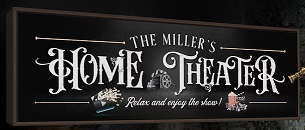 THE MILLER'S
HOME THEATER
Relax and enjoy the show!